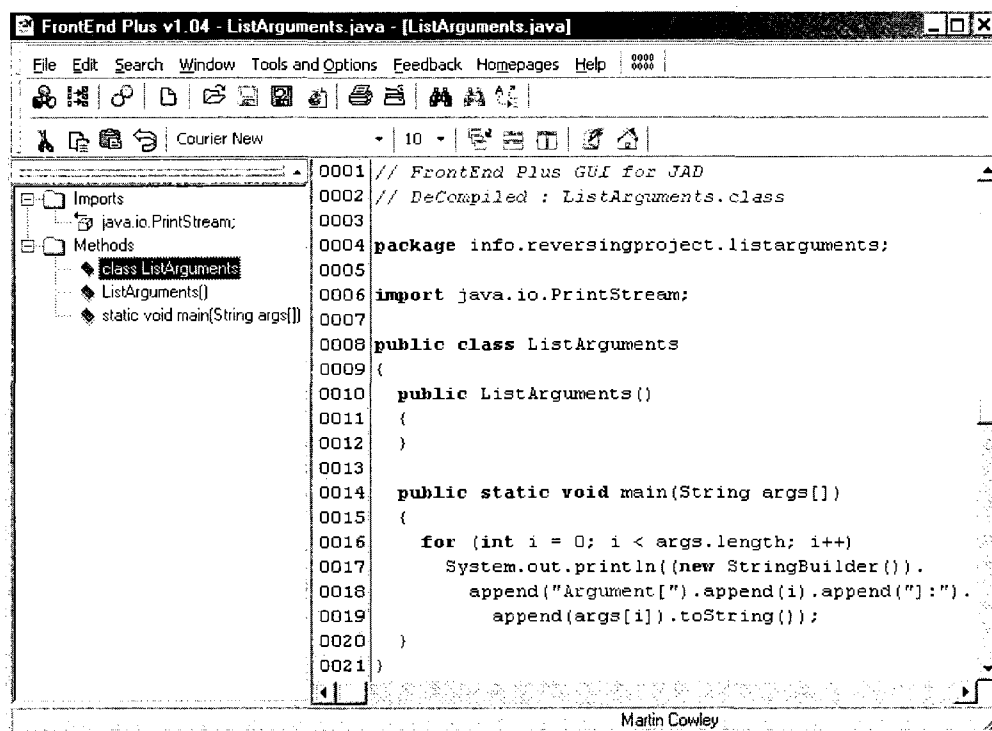 FrontEnd Plus v1.04 - ListArguments.java - [ListArguments.java]
File Edit Search Window Tools and Options Feedback Homepages Help
Courier New 10
Imports
java.io.PrintStream;
Methods
class ListArguments
ListArguments()
static void main(String args[])
0001 // FrontEnd Plus GUI for JAD
0002 // DeCompiled : ListArguments.class
0003
0004 package info.reversingproject.listarguments;
0005
0006 import java.io.PrintStream;
0007
0008 public class ListArguments
0009 {
0010 public ListArguments()
0011 {
0012 }
0013
0014 public static void main(String args[])
0015 {
0016 for (int i = 0; i < args.length; i++)
0017 System.out.println((new StringBuilder()).
0018 append("Argument[").append(i).append("]:").
0019 append(args[i]).toString());
0020 }
0021 }
Martin Cowley